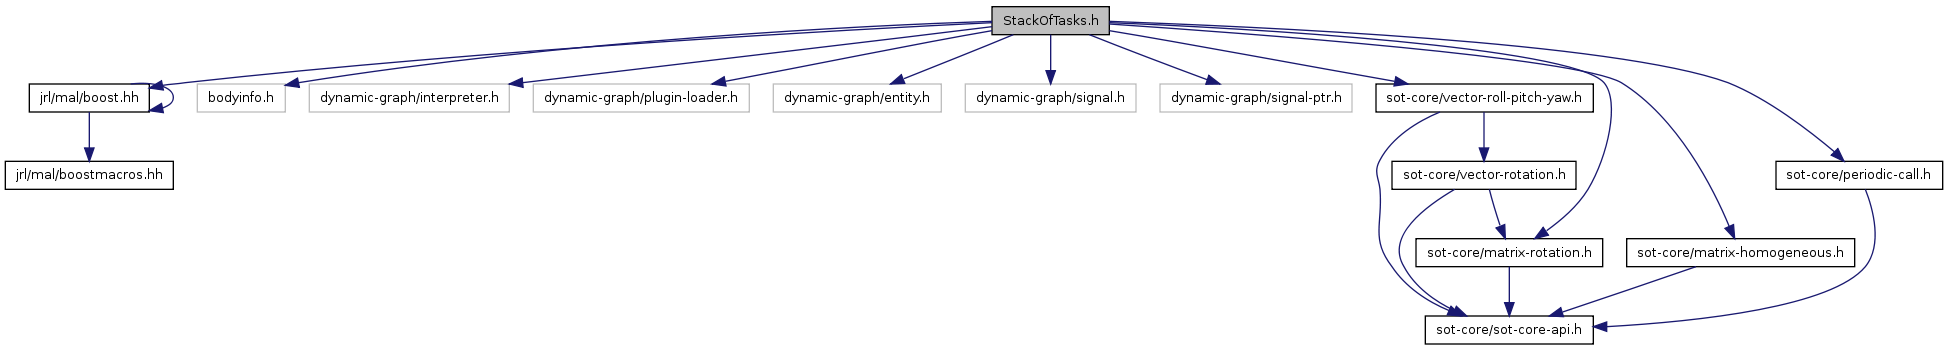 StackOfTasks.h
jrl/mal/boost.hh
bodyinfo.h
dynamic-graph/interpreter.h
dynamic-graph/plugin-loader.h
dynamic-graph/entity.h
dynamic-graph/signal.h
dynamic-graph/signal-ptr.h
sot-core/vector-roll-pitch-yaw.h
jrl/mal/boostmacros.hh
sot-core/vector-rotation.h
sot-core/periodic-call.h
sot-core/matrix-rotation.h
sot-core/matrix-homogeneous.h
sot-core/sot-core-api.h